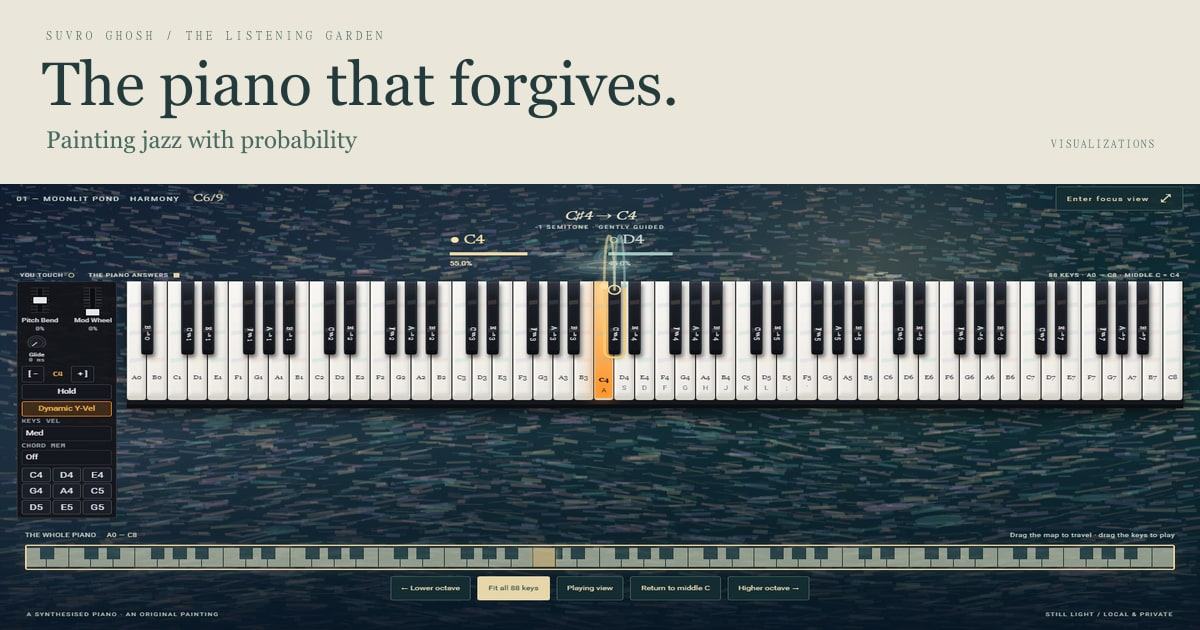 SUVRO GHOSH / THE LISTENING GARDEN
The piano that forgives.
Painting jazz with probability
VISUALIZATIONS
01 — MOONLIT POND HARMONY C6/9
Enter focus view
C#4 → C4
-1 SEMITONE · GENTLY GUIDED
C4
D4
55.0%
YOU TOUCH
THE PIANO ANSWERS
88 KEYS · A0 — C8 · MIDDLE C = C4
Pitch Bend
Mod Wheel
0%
0%
Glide
0 ms
[-
C4
+]
Hold
Dynamic Y-Vel
KEYS VEL
Med
CHORD MEM
Off
C4 D4 E4
G4 A4 C5
D5 E5 G5
A0 B0 C1 D1 E1 F1 G1 A1 B1 C2 D2 E2 F2 G2 A2 B2 C3 D3 E3 F3 G3 A3 B3 C4 D4 E4 F4 G4 A4 B4 C5 D5 E5 F5 G5 A5 B5 C6 D6 E6 F6 G6 A6 B6 C7 D7 E7 F7 G7 A7 B7 C8
A S D F G H J K L ; '
THE WHOLE PIANO A0 — C8
Drag the map to travel · drag the keys to play
← Lower octave
Fit all 88 keys
Playing view
Return to middle C
Higher octave →
A SYNTHESISED PIANO · AN ORIGINAL PAINTING
STILL LIGHT / LOCAL & PRIVATE